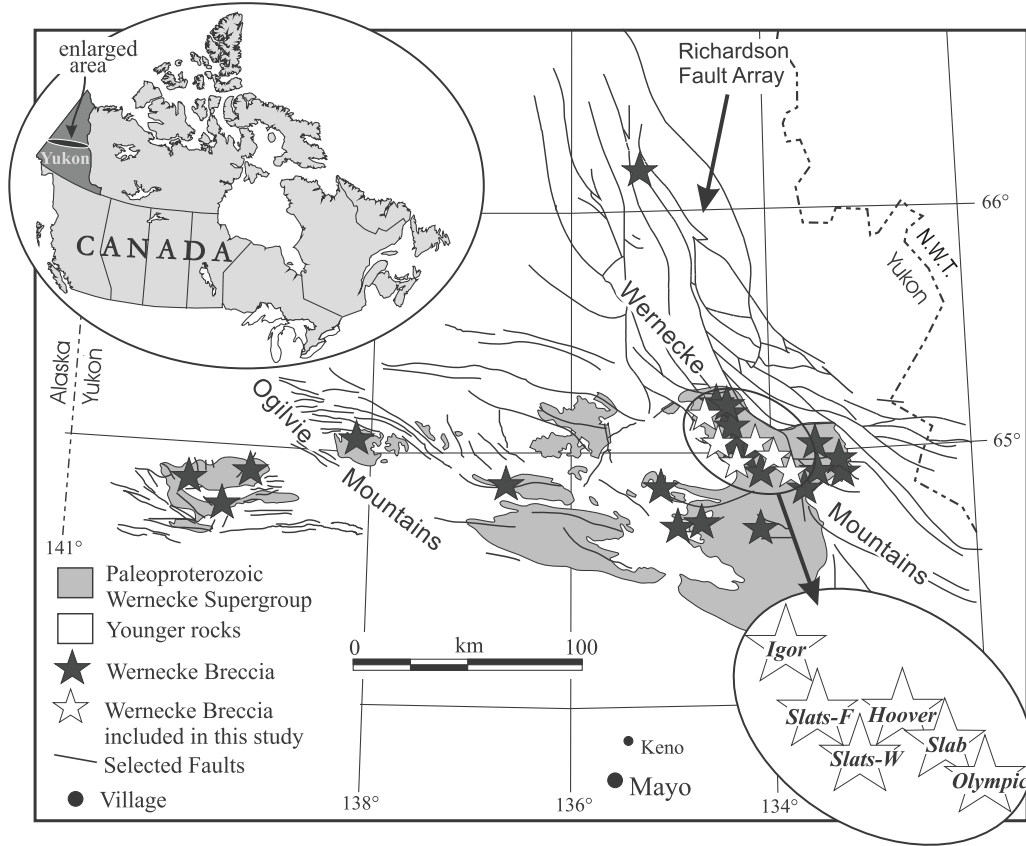 enlarged
area
Yukon
CANADA
Richardson
Fault Array
66°
N.W.T.
Yukon
Wernecke
Alaska
Yukon
Ogilvie
65°
Mountains
Mountains
141°
Paleoproterozoic
Wernecke Supergroup
Younger rocks
Wernecke Breccia
Wernecke Breccia
included in this study
Selected Faults
Village
0 km 100
Igor
Slats-F
Hoover
Slats-W
Slab
Olympic
Keno
Mayo
138°
136°
134°